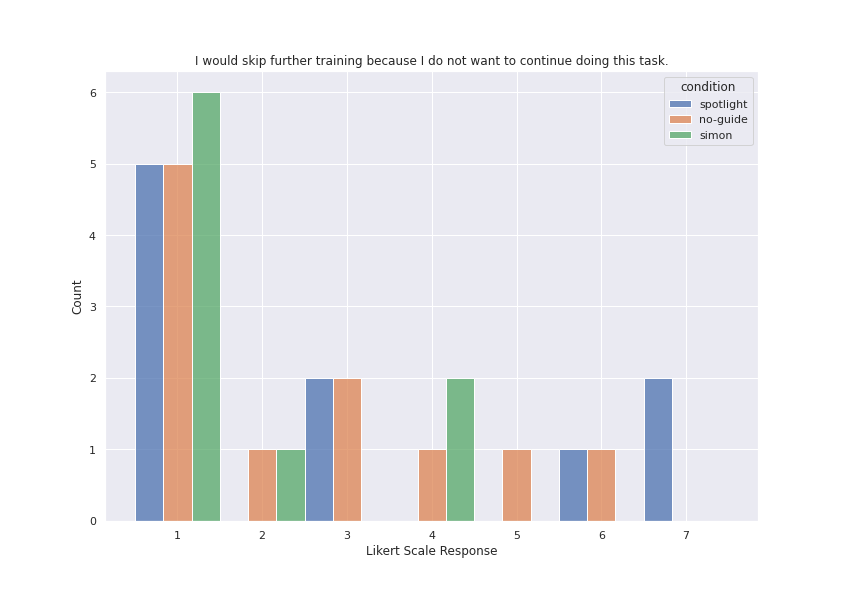 I would skip further training because I do not want to continue doing this task.
condition
spotlight
no-guide
simon
6
5
4
3
2
1
0
Count
1 2 3 4 5 6 7
Likert Scale Response